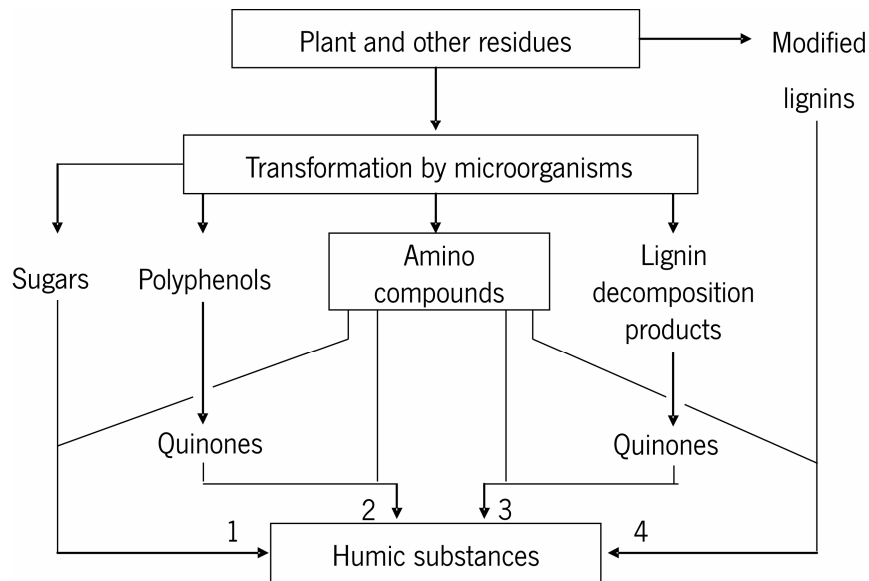 Plant and other residues
Modified
lignins
Transformation by microorganisms
Sugars
Polyphenols
Amino
compounds
Lignin
decomposition
products
Quinones
Quinones
1
2
3
4
Humic substances